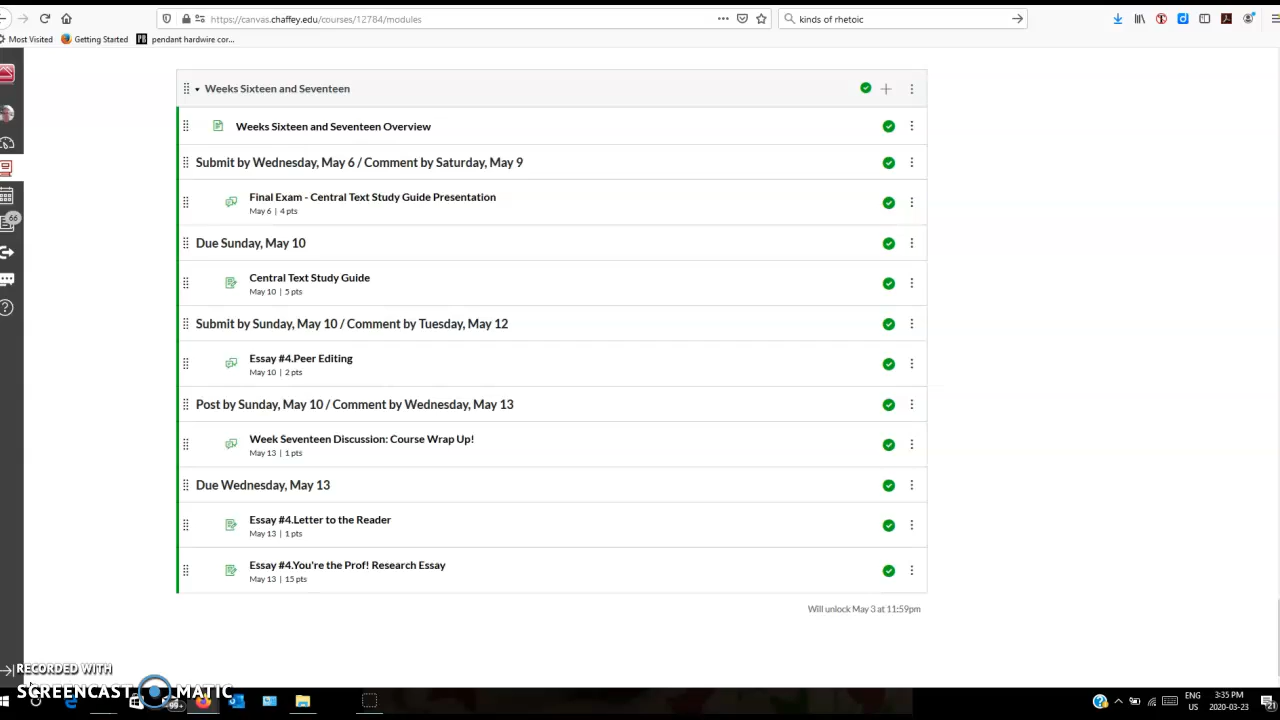 https://canvas.chaffey.edu/courses/12784/modules
kinds of rhetoic
Most Visited
Getting Started
pendant hardwire cor...
Weeks Sixteen and Seventeen
Weeks Sixteen and Seventeen Overview
Submit by Wednesday, May 6 / Comment by Saturday, May 9
Final Exam - Central Text Study Guide Presentation
May 6 | 4 pts
Due Sunday, May 10
Central Text Study Guide
May 10 | 5 pts
Submit by Sunday, May 10 / Comment by Tuesday, May 12
Essay #4.Peer Editing
May 10 | 2 pts
Post by Sunday, May 10 / Comment by Wednesday, May 13
Week Seventeen Discussion: Course Wrap Up!
May 13 | 1 pts
Due Wednesday, May 13
Essay #4.Letter to the Reader
May 13 | 1 pts
Essay #4.You're the Prof! Research Essay
May 13 | 15 pts
Will unlock May 3 at 11:59pm
66
RECORDED WITH
SCREENCAST MATIC
99+
ENG
US
3:35 PM
2020-03-23
21